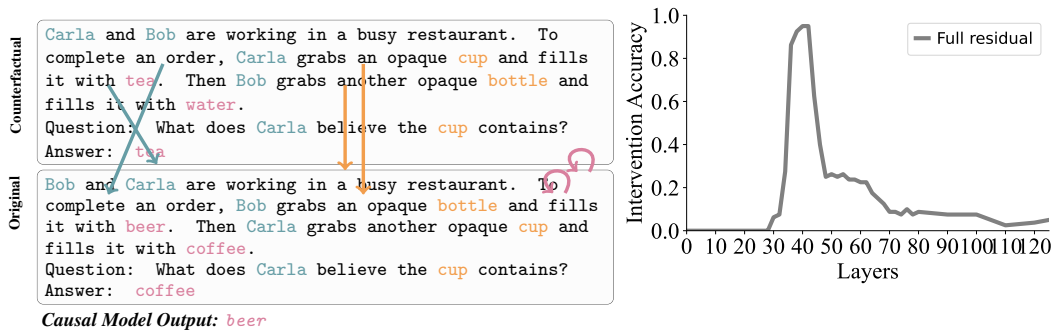 Counterfactual
Carla and Bob are working in a busy restaurant. To
complete an order, Carla grabs an opaque cup and fills
it with tea. Then Bob grabs another opaque bottle and
fills it with water.
Question: What does Carla believe the cup contains?
Answer: tea
Original
Bob and Carla are working in a busy restaurant. To
complete an order, Bob grabs an opaque bottle and fills
it with beer. Then Carla grabs another opaque cup and
fills it with coffee.
Question: What does Carla believe the cup contains?
Answer: coffee
Causal Model Output: beer
Intervention Accuracy
1.0
0.8
0.6
0.4
0.2
0.0
Full residual
0 10 20 30 40 50 60 70 80 90 100 110 120
Layers